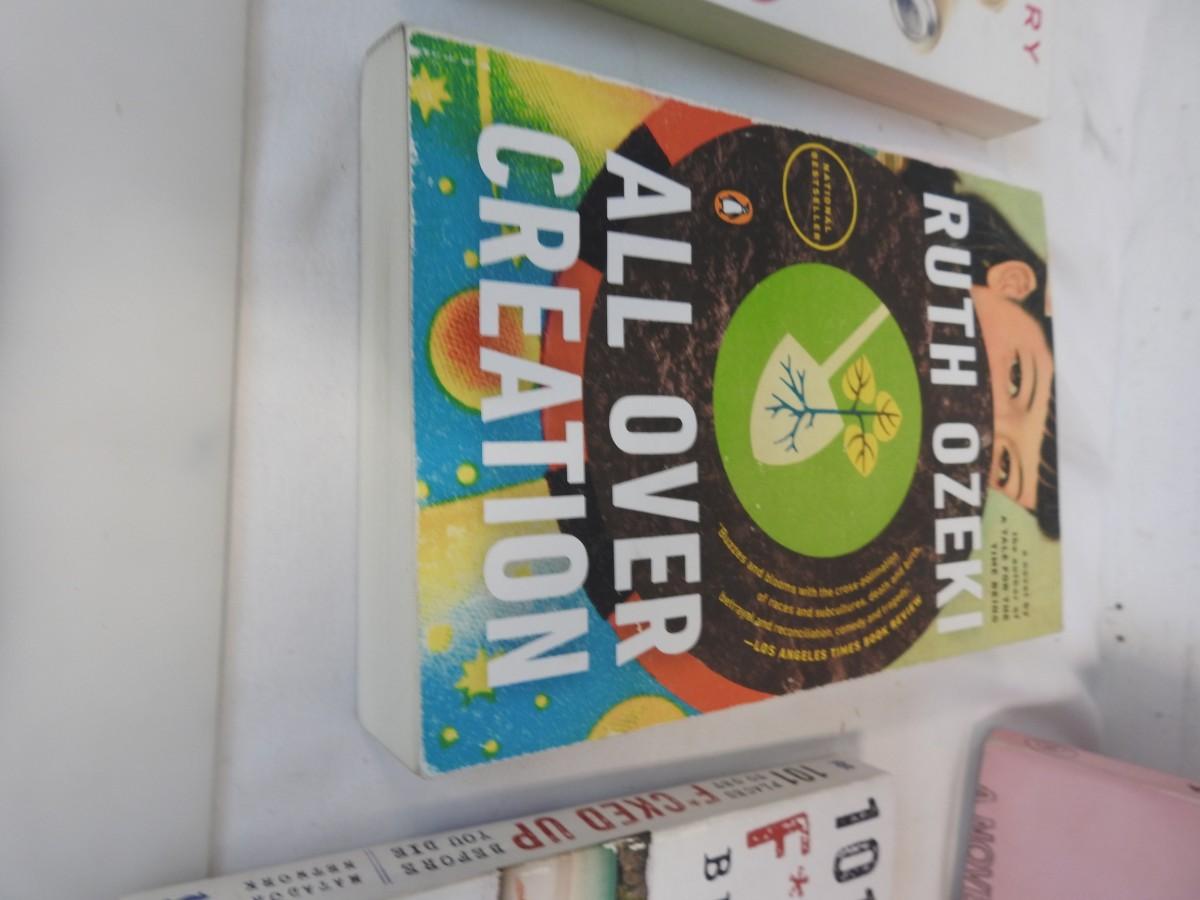 RUTH OZEKI
A novel by
the author of
A TALE FOR THE
TIME BEING
NATIONAL
BESTSELLER
"Buzzes and blooms with the cross-pollination
of races and subcultures, death and birth,
betrayal and reconciliation, comedy and tragedy."
—LOS ANGELES TIMES BOOK REVIEW
ALL OVER
CREATION
RY
101 PLACES
TO GET
F*CKED UP
BEFORE
YOU DIE
MATADOR
NETWORK
101
F*
B